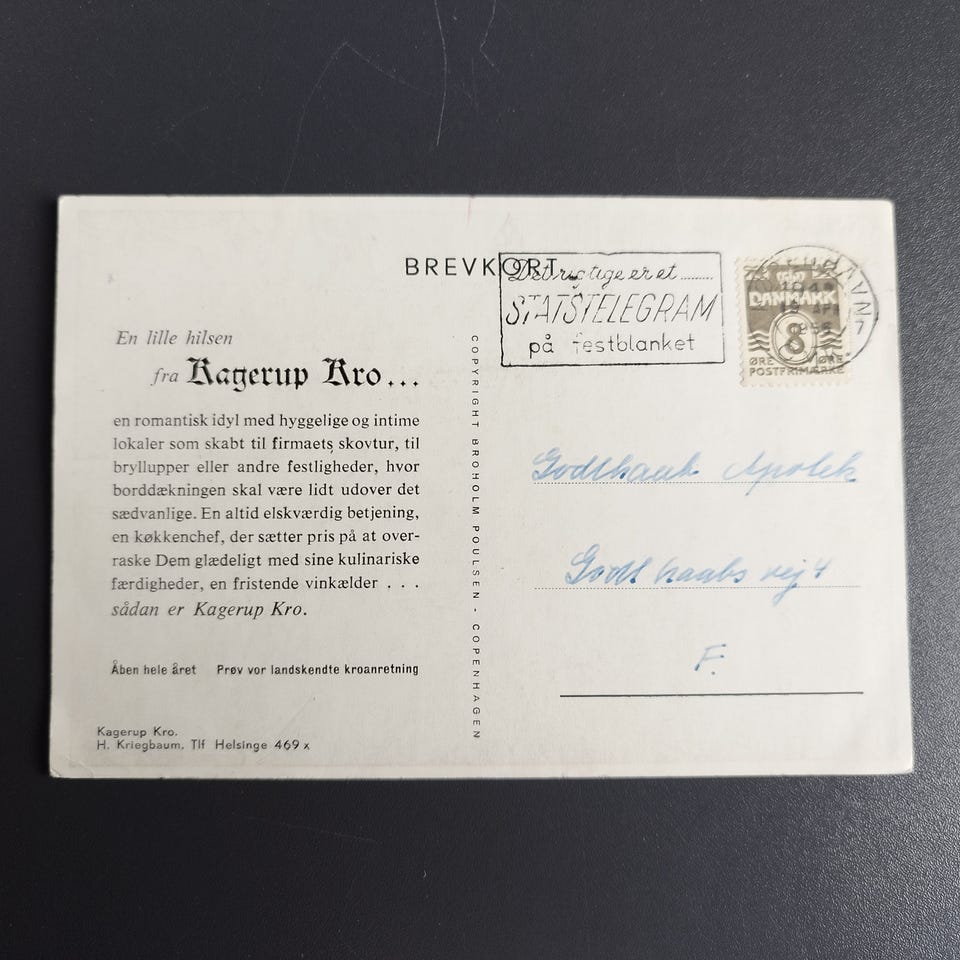 BREVKORT
Det rigtige er et ........
STATSTELEGRAM
på festblanket
KØBENHAVN
7
DANMARK
8
ØRE ØRE
POSTFRIMÆRKE
En lille hilsen
fra Kagerup Kro...
en romantisk idyl med hyggelige og intime
lokaler som skabt til firmaets skovtur, til
bryllupper eller andre festligheder, hvor
borddækningen skal være lidt udover det
sædvanlige. En altid elskværdig betjening,
en køkkenchef, der sætter pris på at over-
raske Dem glædeligt med sine kulinariske
færdigheder, en fristende vinkælder . . .
sådan er Kagerup Kro.
Åben hele året Prøv vor landskendte kroanretning
Kagerup Kro.
H. Kriegbaum. Tlf Helsinge 469 x
COPYRIGHT BROHOLM POULSEN - COPENHAGEN
Godthaab Apotek
Godthaabsvej 4
F.